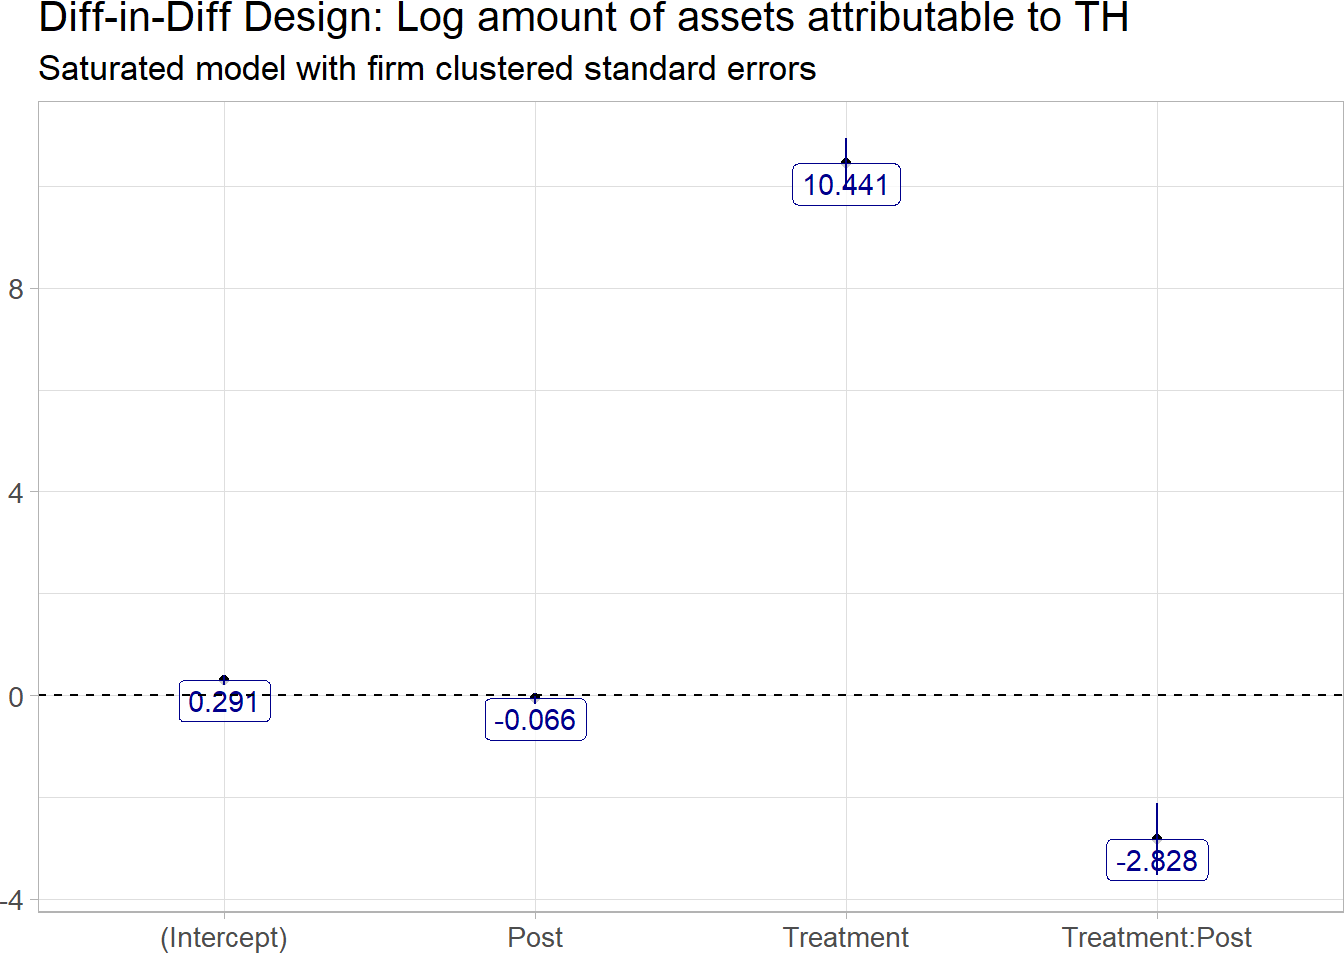 Diff-in-Diff Design: Log amount of assets attributable to TH
Saturated model with firm clustered standard errors
10.441
8
4
0
0.291
-0.066
-2.828
-4
(Intercept)
Post
Treatment
Treatment:Post